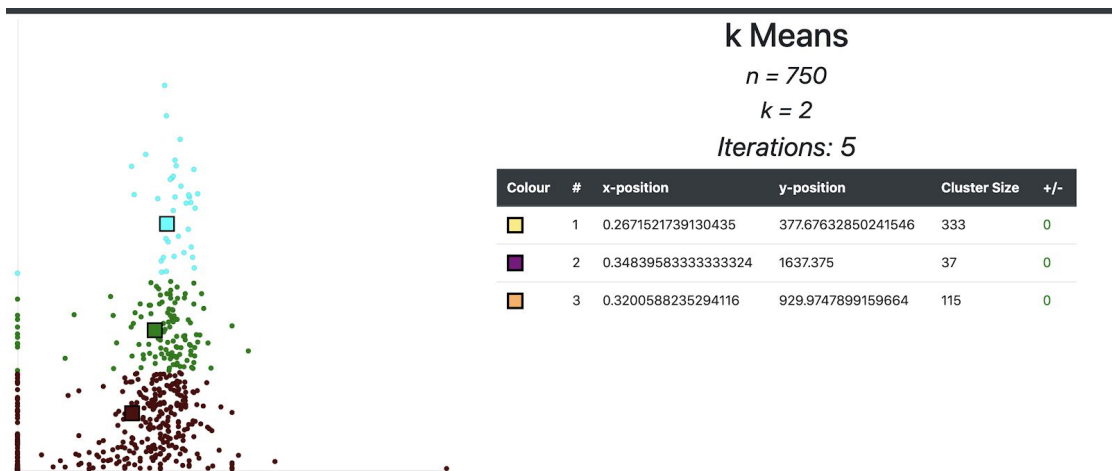 k Means
n = 750
k = 2
Iterations: 5
Colour # x-position y-position Cluster Size +/-
1 0.2671521739130435 377.67632850241546 333 0
2 0.34839583333333324 1637.375 37 0
3 0.3200588235294116 929.9747899159664 115 0